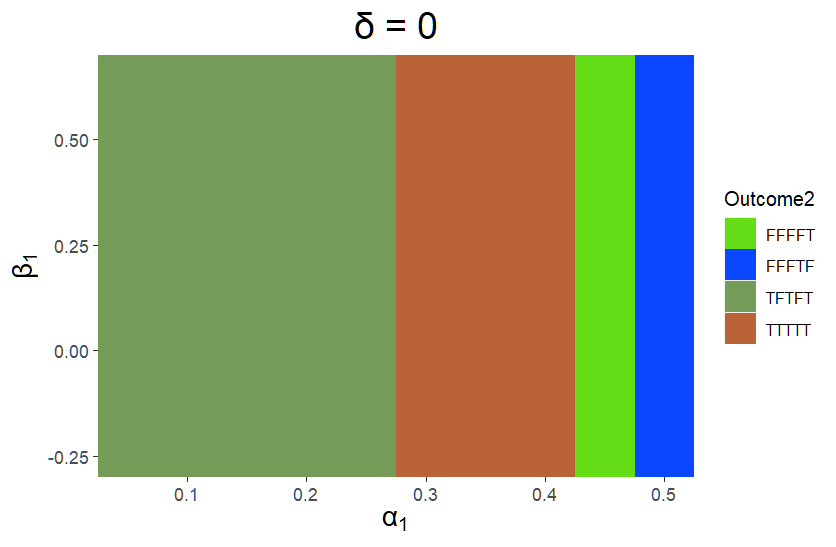 δ = 0
β₁
0.50
0.25
0.00
-0.25
0.1 0.2 0.3 0.4 0.5
α₁
Outcome2
FFFFT
FFFTF
TFTFT
TTTTT